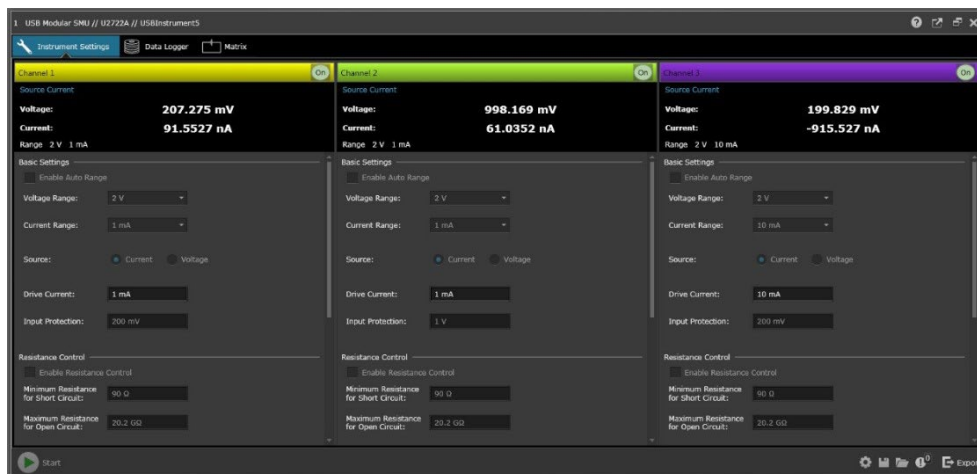 1 USB Modular SMU // U2722A // USBInstrument5
Instrument Settings Data Logger Matrix
Channel 1 On
Source Current
Voltage: 207.275 mV
Current: 91.5527 nA
Range 2 V 1 mA
Basic Settings
Enable Auto Range
Voltage Range: 2 V
Current Range: 1 mA
Source: Current Voltage
Drive Current: 1 mA
Input Protection: 200 mV
Resistance Control
Enable Resistance Control
Minimum Resistance
for Short Circuit: 90 Ω
Maximum Resistance
for Open Circuit: 20.2 GΩ
Channel 2 On
Source Current
Voltage: 998.169 mV
Current: 61.0352 nA
Range 2 V 1 mA
Basic Settings
Enable Auto Range
Voltage Range: 2 V
Current Range: 1 mA
Source: Current Voltage
Drive Current: 1 mA
Input Protection: 1 V
Resistance Control
Enable Resistance Control
Minimum Resistance
for Short Circuit: 90 Ω
Maximum Resistance
for Open Circuit: 20.2 GΩ
Channel 3 On
Source Current
Voltage: 199.829 mV
Current: -915.527 nA
Range 2 V 10 mA
Basic Settings
Enable Auto Range
Voltage Range: 2 V
Current Range: 10 mA
Source: Current Voltage
Drive Current: 10 mA
Input Protection: 200 mV
Resistance Control
Enable Resistance Control
Minimum Resistance
for Short Circuit: 90 Ω
Maximum Resistance
for Open Circuit: 20.2 GΩ
Start 0 Expor